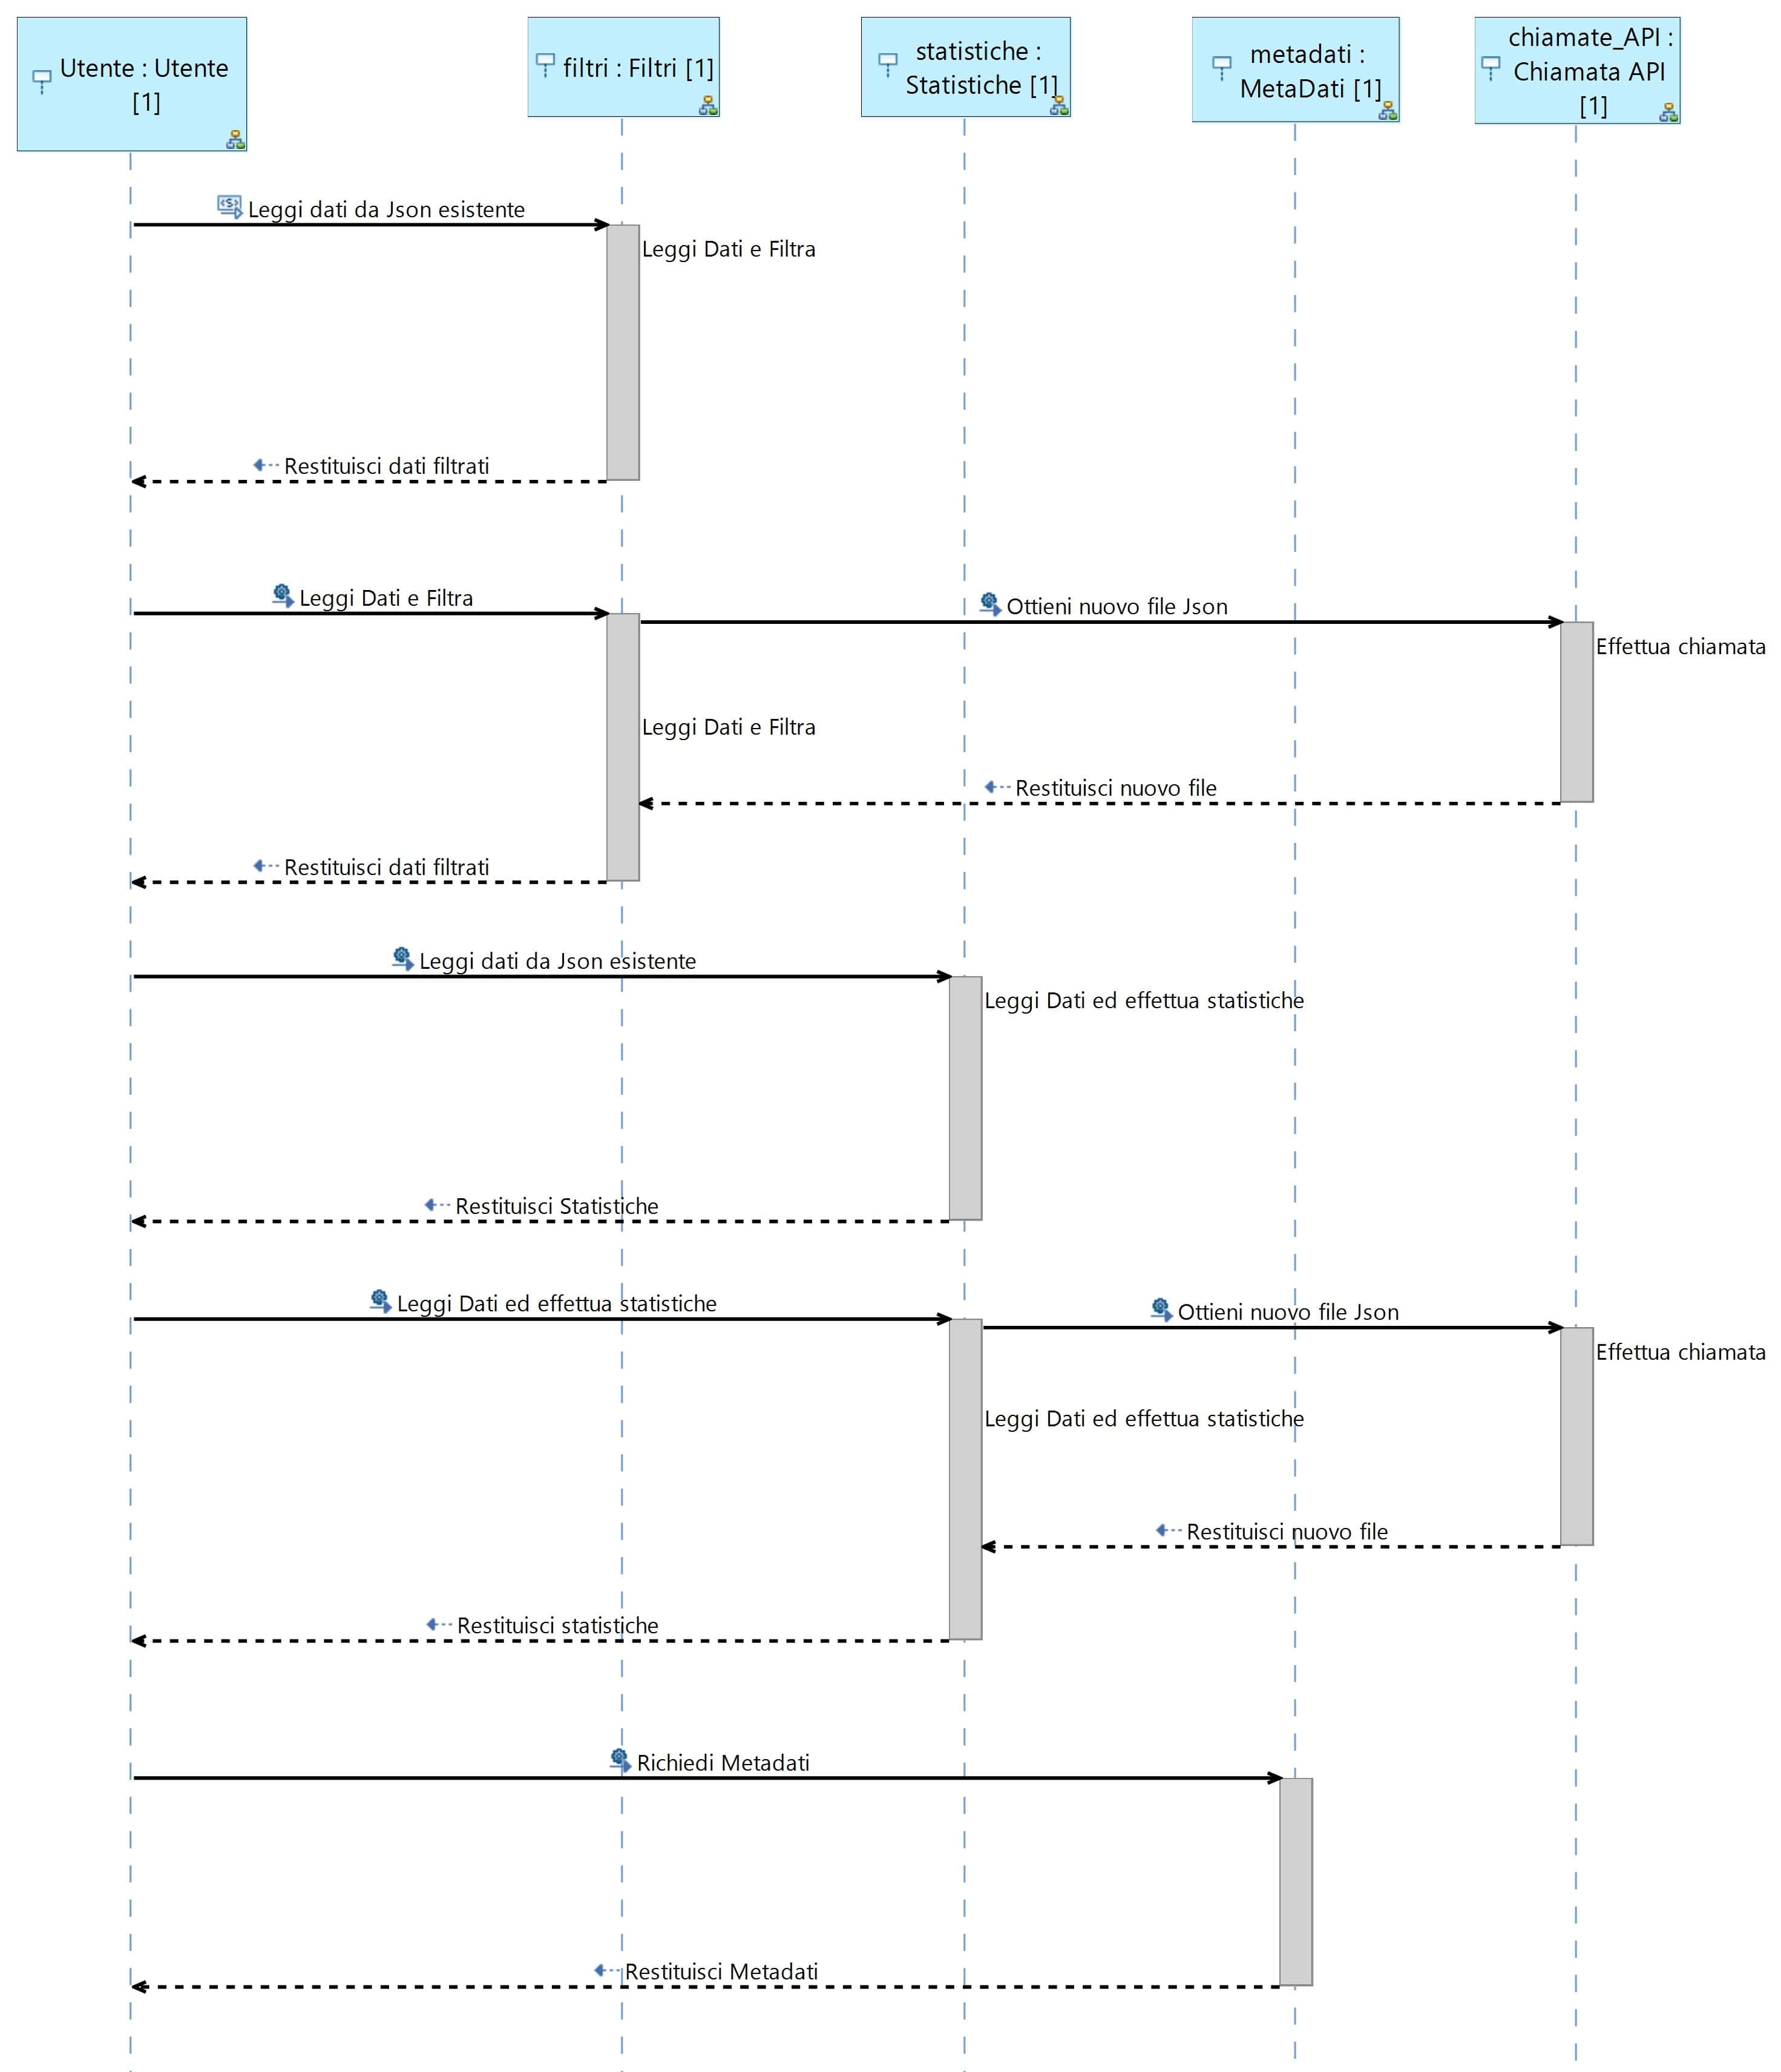 Utente : Utente
[1]
filtri : Filtri [1]
statistiche :
Statistiche [1]
metadati :
MetaDati [1]
chiamate_API :
Chiamata API
[1]
Leggi dati da Json esistente
Leggi Dati e Filtra
Restituisci dati filtrati
Leggi Dati e Filtra
Ottieni nuovo file Json
Effettua chiamata
Leggi Dati e Filtra
Restituisci nuovo file
Restituisci dati filtrati
Leggi dati da Json esistente
Leggi Dati ed effettua statistiche
Restituisci Statistiche
Leggi Dati ed effettua statistiche
Ottieni nuovo file Json
Effettua chiamata
Leggi Dati ed effettua statistiche
Restituisci nuovo file
Restituisci statistiche
Richiedi Metadati
Restituisci Metadati